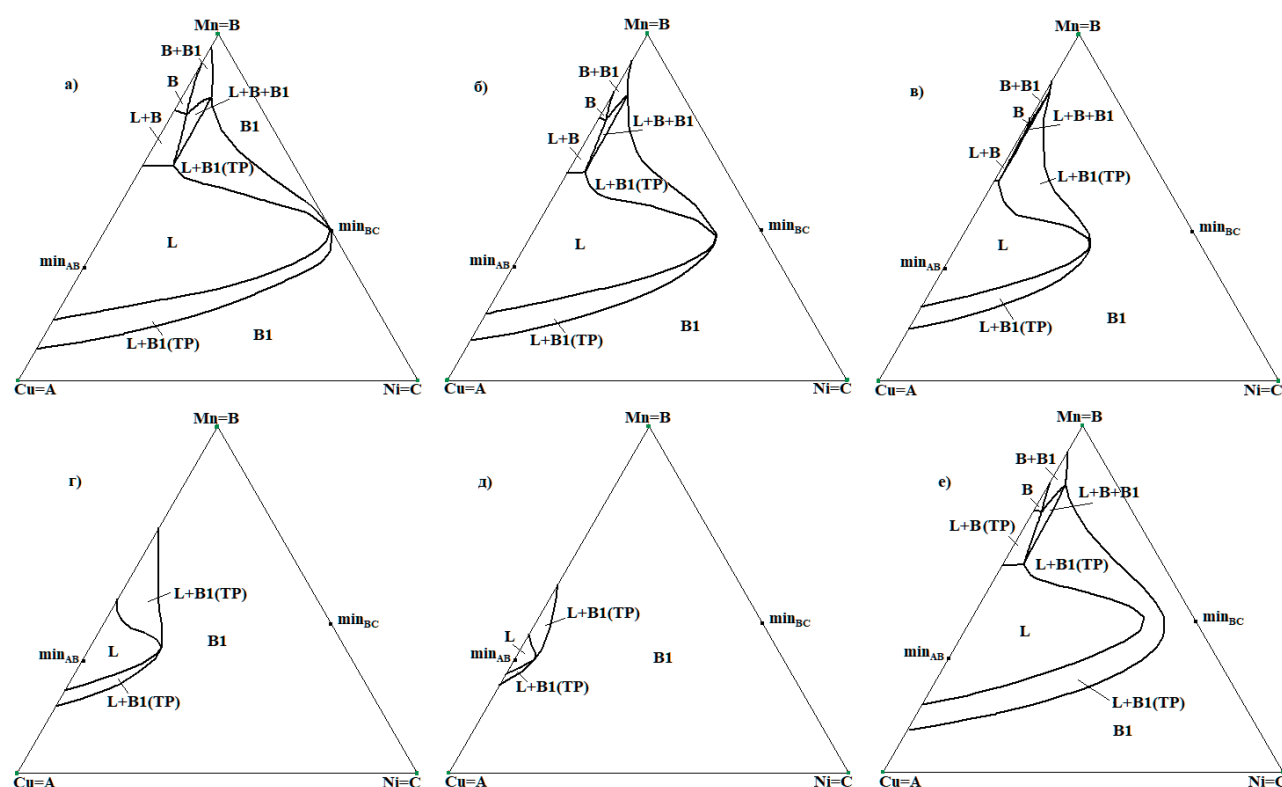 Mn=B
B+B1
а)
B
L+B+B1
L+B
B1
L+B1(TP)
min_BC
L
min_AB
B1
L+B1(TP)
Cu=A
Ni=C
Mn=B
б)
B+B1
B
L+B+B1
L+B
L+B1(TP)
min_BC
L
min_AB
B1
L+B1(TP)
Cu=A
Ni=C
Mn=B
в)
B+B1
B
L+B+B1
L+B
L+B1(TP)
min_BC
L
min_AB
B1
L+B1(TP)
Cu=A
Ni=C
Mn=B
г)
L+B1(TP)
min_BC
B1
L
min_AB
L+B1(TP)
Cu=A
Ni=C
Mn=B
д)
L+B1(TP)
min_BC
L
min_AB
B1
L+B1(TP)
Cu=A
Ni=C
Mn=B
B+B1
е)
B
L+B+B1
L+B(TP)
L+B1(TP)
min_BC
L
min_AB
L+B1(TP)
B1
Cu=A
Ni=C